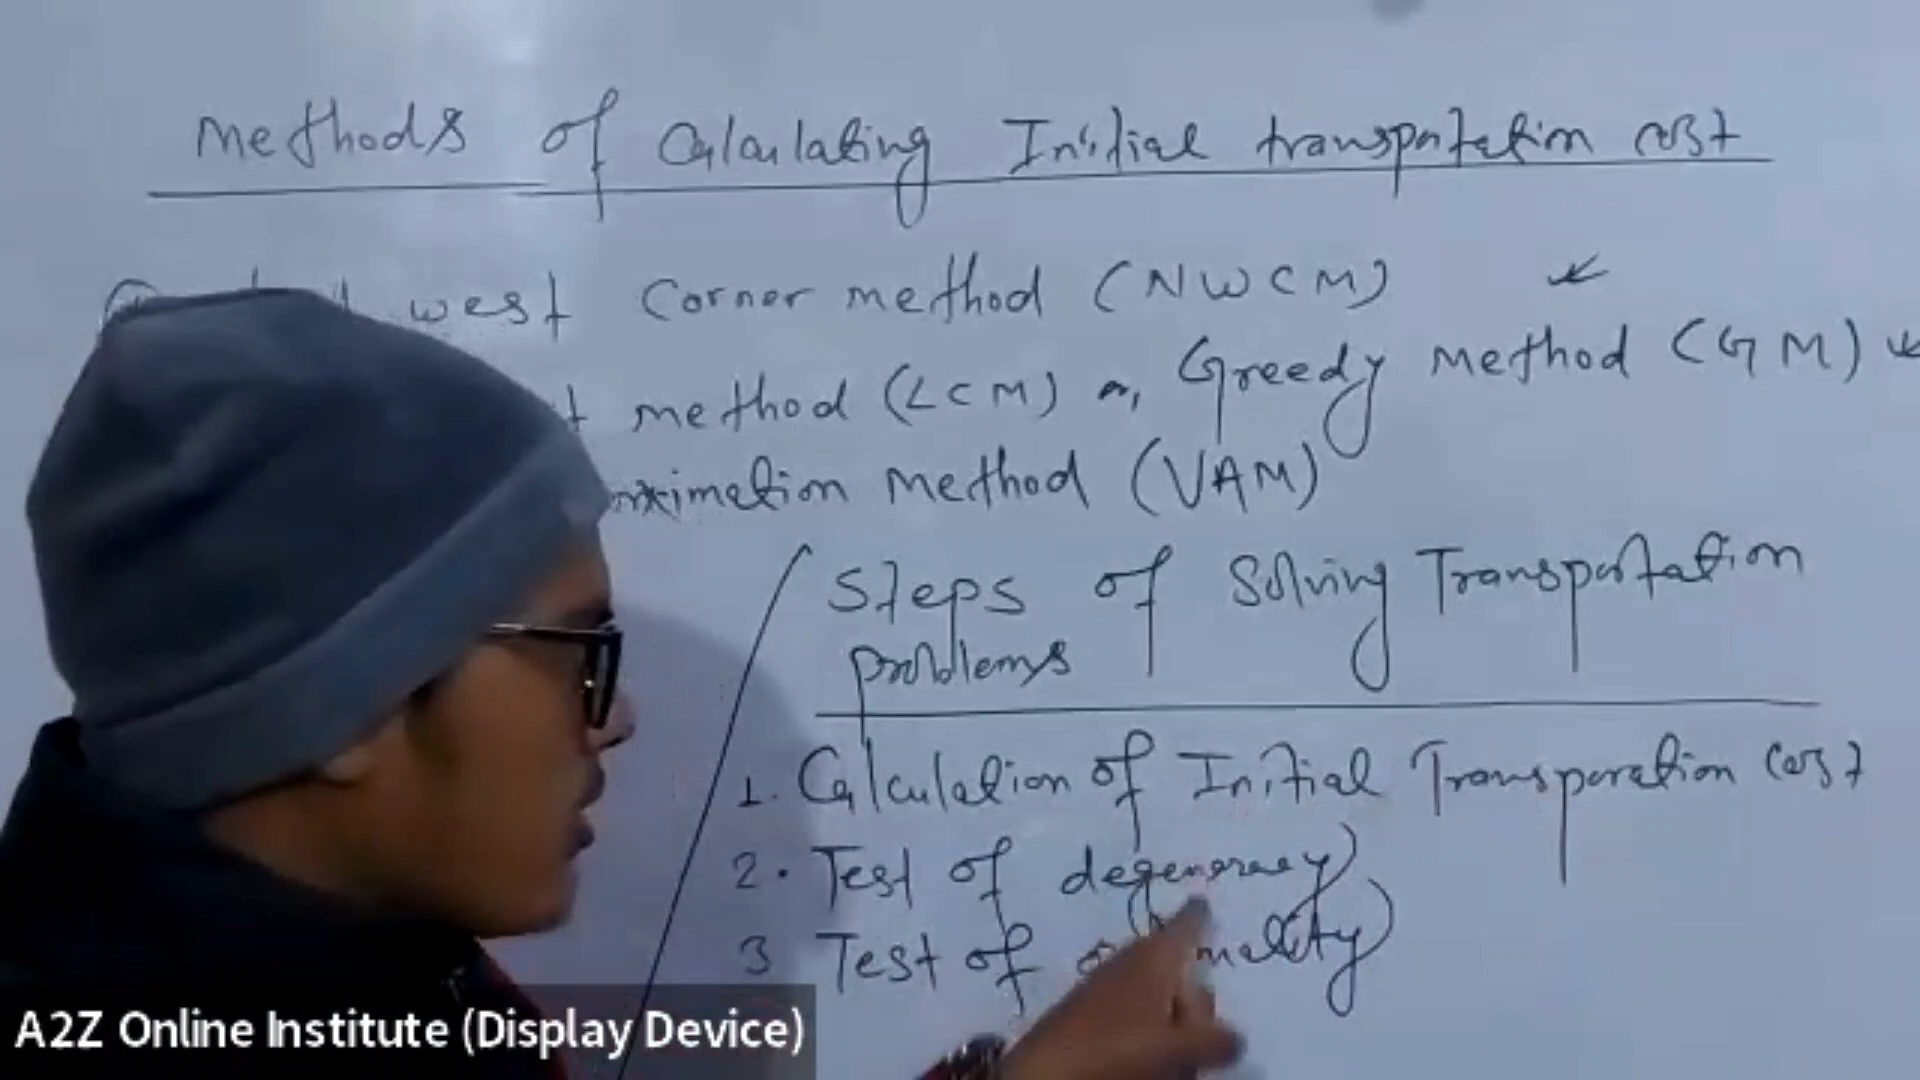 Methods of Calculating Initial transportation cost
west Corner method (NWCM)
method (LCM) or, Greedy Method (GM)
Method (VAM)
Steps of Solving Transportation
problems
1. Calculation of Initial Transporation Cost
2. Test of degeneracy
3 Test of
A2Z Online Institute (Display Device)